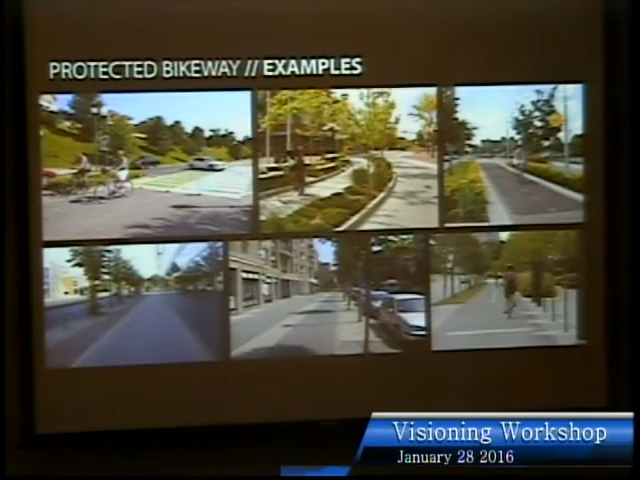 PROTECTED BIKEWAY // EXAMPLES
Visioning Workshop
January 28 2016